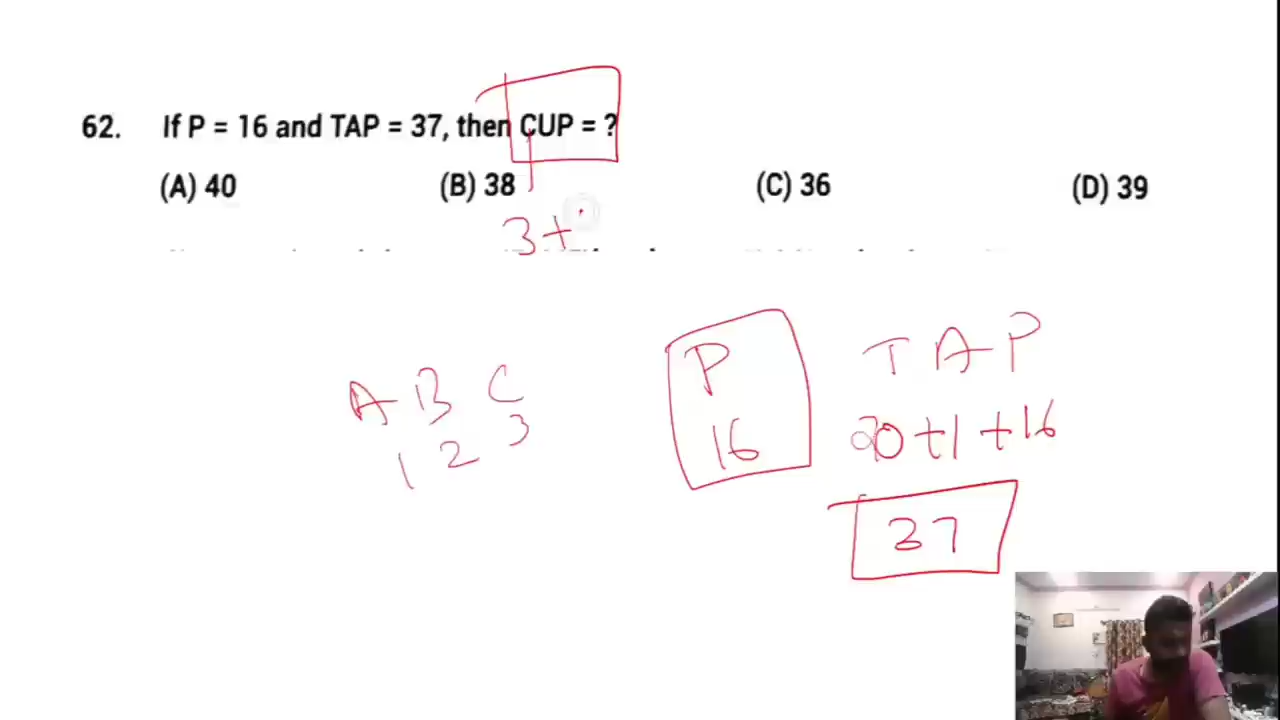 62. If P = 16 and TAP = 37, then CUP = ?
(A) 40 (B) 38 (C) 36 (D) 39
3+
P TAP
A B C
16 20+1+16
1 2 3
37